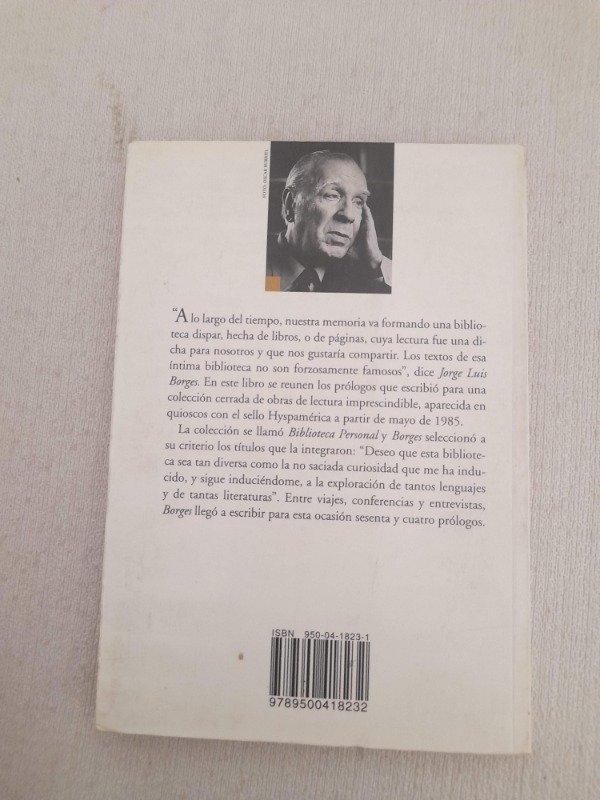 FOTO: OSCAR BURRIEL
“A lo largo del tiempo, nuestra memoria va formando una biblio-
teca dispar, hecha de libros, o de páginas, cuya lectura fue una di-
cha para nosotros y que nos gustaría compartir. Los textos de esa
íntima biblioteca no son forzosamente famosos”, dice Jorge Luis
Borges. En este libro se reunen los prólogos que escribió para una
colección cerrada de obras de lectura imprescindible, aparecida en
quioscos con el sello Hyspamérica a partir de mayo de 1985.
La colección se llamó Biblioteca Personal y Borges seleccionó a
su criterio los títulos que la integraron: “Deseo que esta bibliote-
ca sea tan diversa como la no saciada curiosidad que me ha indu-
cido, y sigue induciéndome, a la exploración de tantos lenguajes
y de tantas literaturas”. Entre viajes, conferencias y entrevistas,
Borges llegó a escribir para esta ocasión sesenta y cuatro prólogos.
ISBN 950-04-1823-1
9789500418232